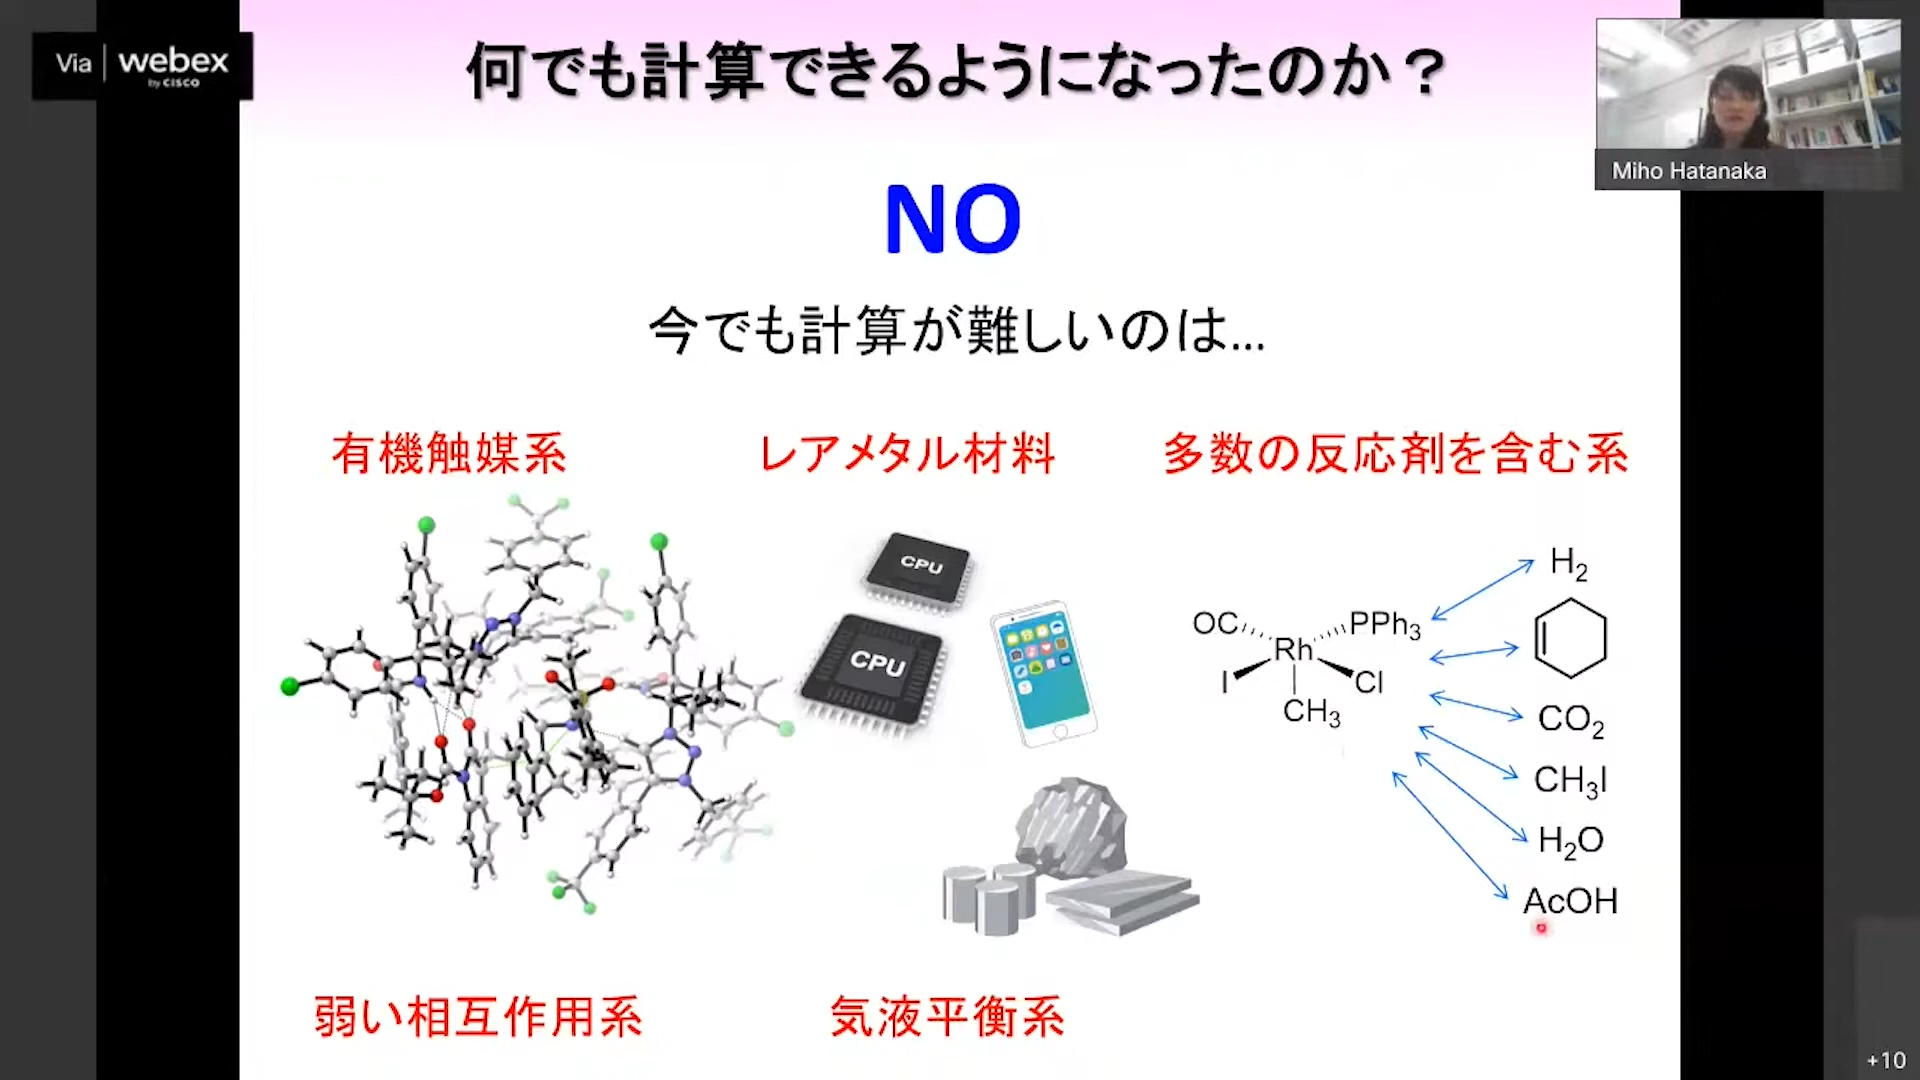 Via webex
by CISCO
何でも計算できるようになったのか？
Miho Hatanaka
NO
今でも計算が難しいのは...
有機触媒系
レアメタル材料
多数の反応剤を含む系
CPU
CPU
OC
PPh3
Rh
I
Cl
CH3
H2
CO2
CH3I
H2O
AcOH
弱い相互作用系
気液平衡系
+10